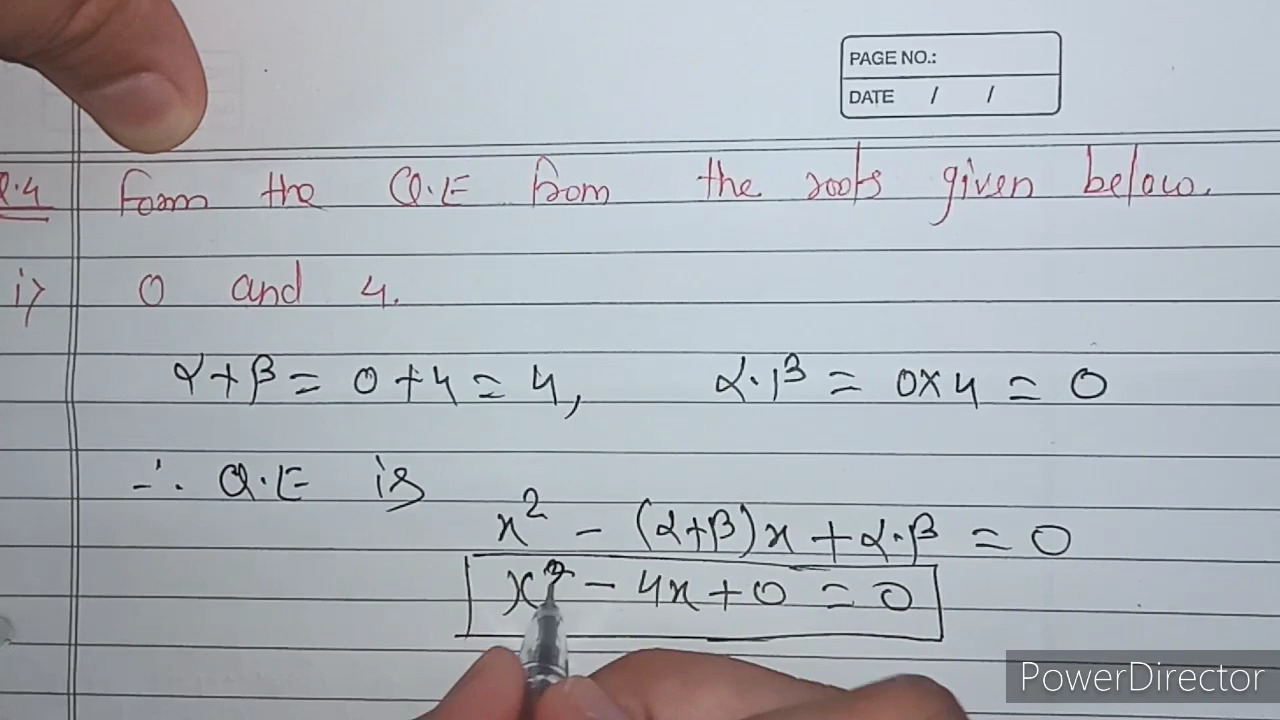 PAGE NO.:
DATE / /
Q.4 Form the Q.E from the roots given below.
i) 0 and 4.
α+β = 0+4 = 4, α·β = 0×4 = 0
∴ Q.E is
x² - (α+β)x + α·β = 0
x² - 4x + 0 = 0
PowerDirector